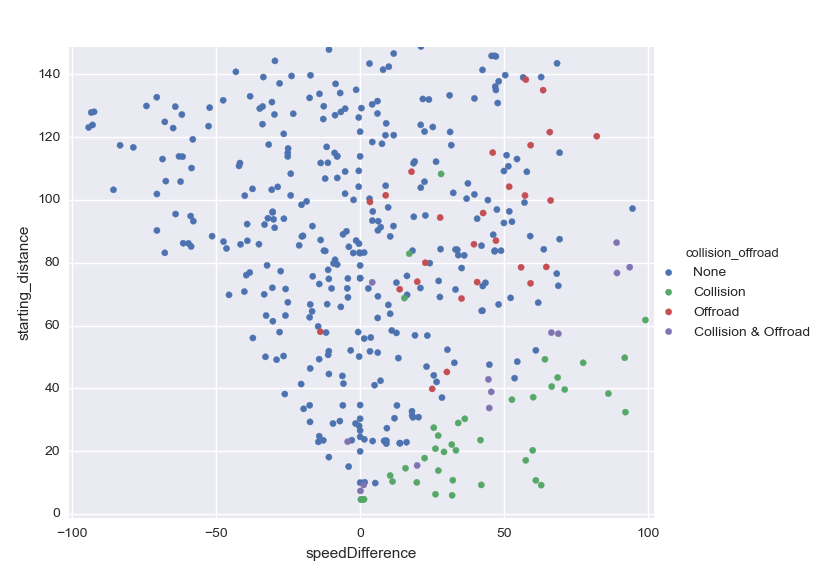 140
120
100
80
60
40
20
0
starting_distance
−100
−50
0
50
100
speedDifference
collision_offroad
None
Collision
Offroad
Collision & Offroad